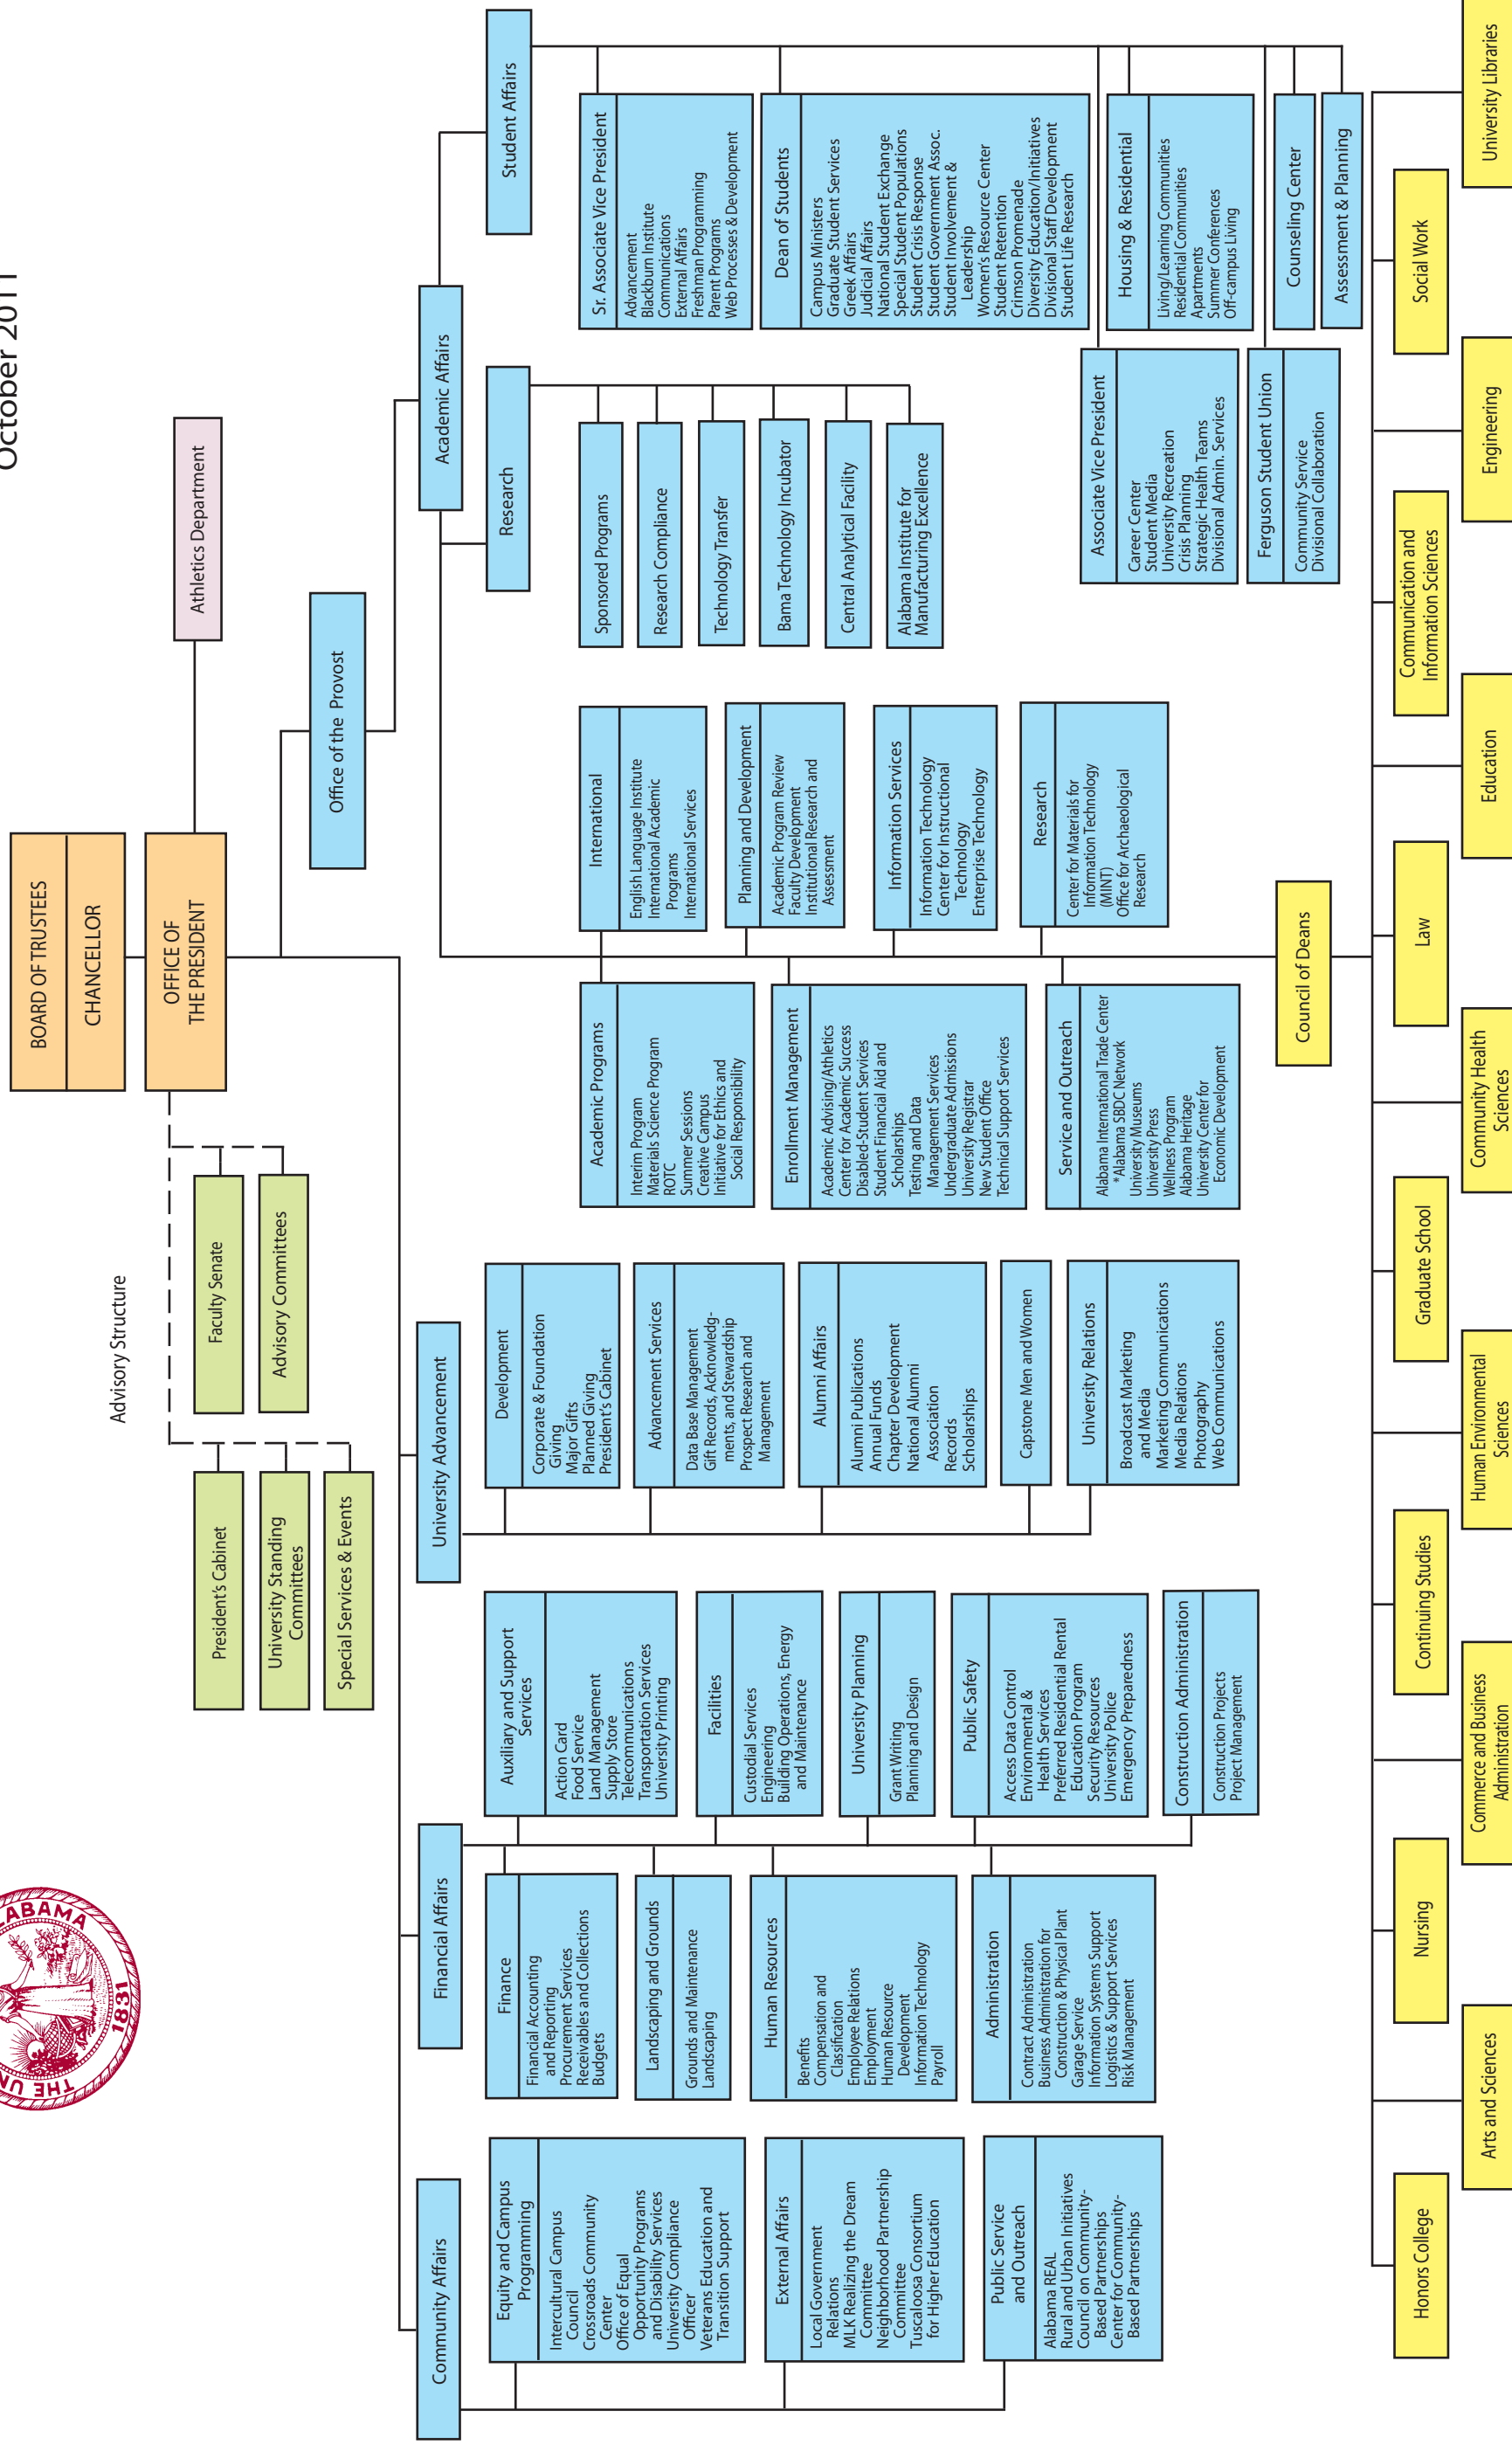 October 2011
THE UN
ABAMA
1831
BOARD OF TRUSTEES
CHANCELLOR
OFFICE OF
THE PRESIDENT
Athletics Department
Advisory Structure
President's Cabinet
University Standing
Committees
Special Services & Events
Faculty Senate
Advisory Committees
Office of the Provost
Community Affairs
Equity and Campus
Programming
Intercultural Campus
Council
Crossroads Community
Center
Office of Equal
Opportunity Programs
and Disability Services
University Compliance
Officer
Veterans Education and
Transition Support
External Affairs
Local Government
Relations
MLK Realizing the Dream
Committee
Neighborhood Partnership
Committee
Tuscaloosa Consortium
for Higher Education
Public Service
and Outreach
Alabama REAL
Rural and Urban Initiatives
Council on Community-
Based Partnerships
Center for Community-
Based Partnerships
Financial Affairs
Finance
Financial Accounting
and Reporting
Procurement Services
Receivables and Collections
Budgets
Landscaping and Grounds
Grounds and Maintenance
Landscaping
Human Resources
Benefits
Compensation and
Classification
Employee Relations
Employment
Human Resource
Development
Information Technology
Payroll
Administration
Contract Administration
Business Administration for
Construction & Physical Plant
Garage Service
Information Systems Support
Logistics & Support Services
Risk Management
Auxiliary and Support
Services
Action Card
Food Service
Land Management
Supply Store
Telecommunications
Transportation Services
University Printing
Facilities
Custodial Services
Engineering
Building Operations, Energy
and Maintenance
University Planning
Grant Writing
Planning and Design
Public Safety
Access Data Control
Environmental &
Health Services
Preferred Residential Rental
Education Program
Security Resources
University Police
Emergency Preparedness
Construction Administration
Construction Projects
Project Management
University Advancement
Development
Corporate & Foundation
Giving
Major Gifts
Planned Giving
President's Cabinet
Advancement Services
Data Base Management
Gift Records, Acknowledg-
ments, and Stewardship
Prospect Research and
Management
Alumni Affairs
Alumni Publications
Annual Funds
Chapter Development
National Alumni
Association
Records
Scholarships
Capstone Men and Women
University Relations
Broadcast Marketing
and Media
Marketing Communications
Media Relations
Photography
Web Communications
Academic Affairs
Academic Programs
Interim Program
Materials Science Program
ROTC
Summer Sessions
Creative Campus
Initiative for Ethics and
Social Responsibility
Enrollment Management
Academic Advising/Athletics
Center for Academic Success
Disabled-Student Services
Student Financial Aid and
Scholarships
Testing and Data
Management Services
Undergraduate Admissions
University Registrar
New Student Office
Technical Support Services
Service and Outreach
Alabama International Trade Center
*Alabama SBDC Network
University Museums
University Press
Wellness Program
Alabama Heritage
University Center for
Economic Development
International
English Language Institute
International Academic
Programs
International Services
Planning and Development
Academic Program Review
Faculty Development
Institutional Research and
Assessment
Information Services
Information Technology
Center for Instructional
Technology
Enterprise Technology
Research
Center for Materials for
Information Technology
(MINT)
Office for Archaeological
Research
Research
Sponsored Programs
Research Compliance
Technology Transfer
Bama Technology Incubator
Central Analytical Facility
Alabama Institute for
Manufacturing Excellence
Student Affairs
Sr. Associate Vice President
Advancement
Blackburn Institute
Communications
External Affairs
Freshman Programming
Parent Programs
Web Processes & Development
Dean of Students
Campus Ministers
Graduate Student Services
Greek Affairs
Judicial Affairs
National Student Exchange
Special Student Populations
Student Crisis Response
Student Government Assoc.
Student Involvement &
Leadership
Women's Resource Center
Student Retention
Crimson Promenade
Diversity Education/Initiatives
Divisional Staff Development
Student Life Research
Associate Vice President
Career Center
Student Media
University Recreation
Crisis Planning
Strategic Health Teams
Divisional Admin. Services
Housing & Residential
Living/Learning Communities
Residential Communities
Apartments
Summer Conferences
Off-campus Living
Ferguson Student Union
Community Service
Divisional Collaboration
Counseling Center
Assessment & Planning
Council of Deans
Honors College
Arts and Sciences
Nursing
Commerce and Business
Administration
Continuing Studies
Human Environmental
Sciences
Graduate School
Community Health
Sciences
Law
Education
Communication and
Information Sciences
Engineering
Social Work
University Libraries